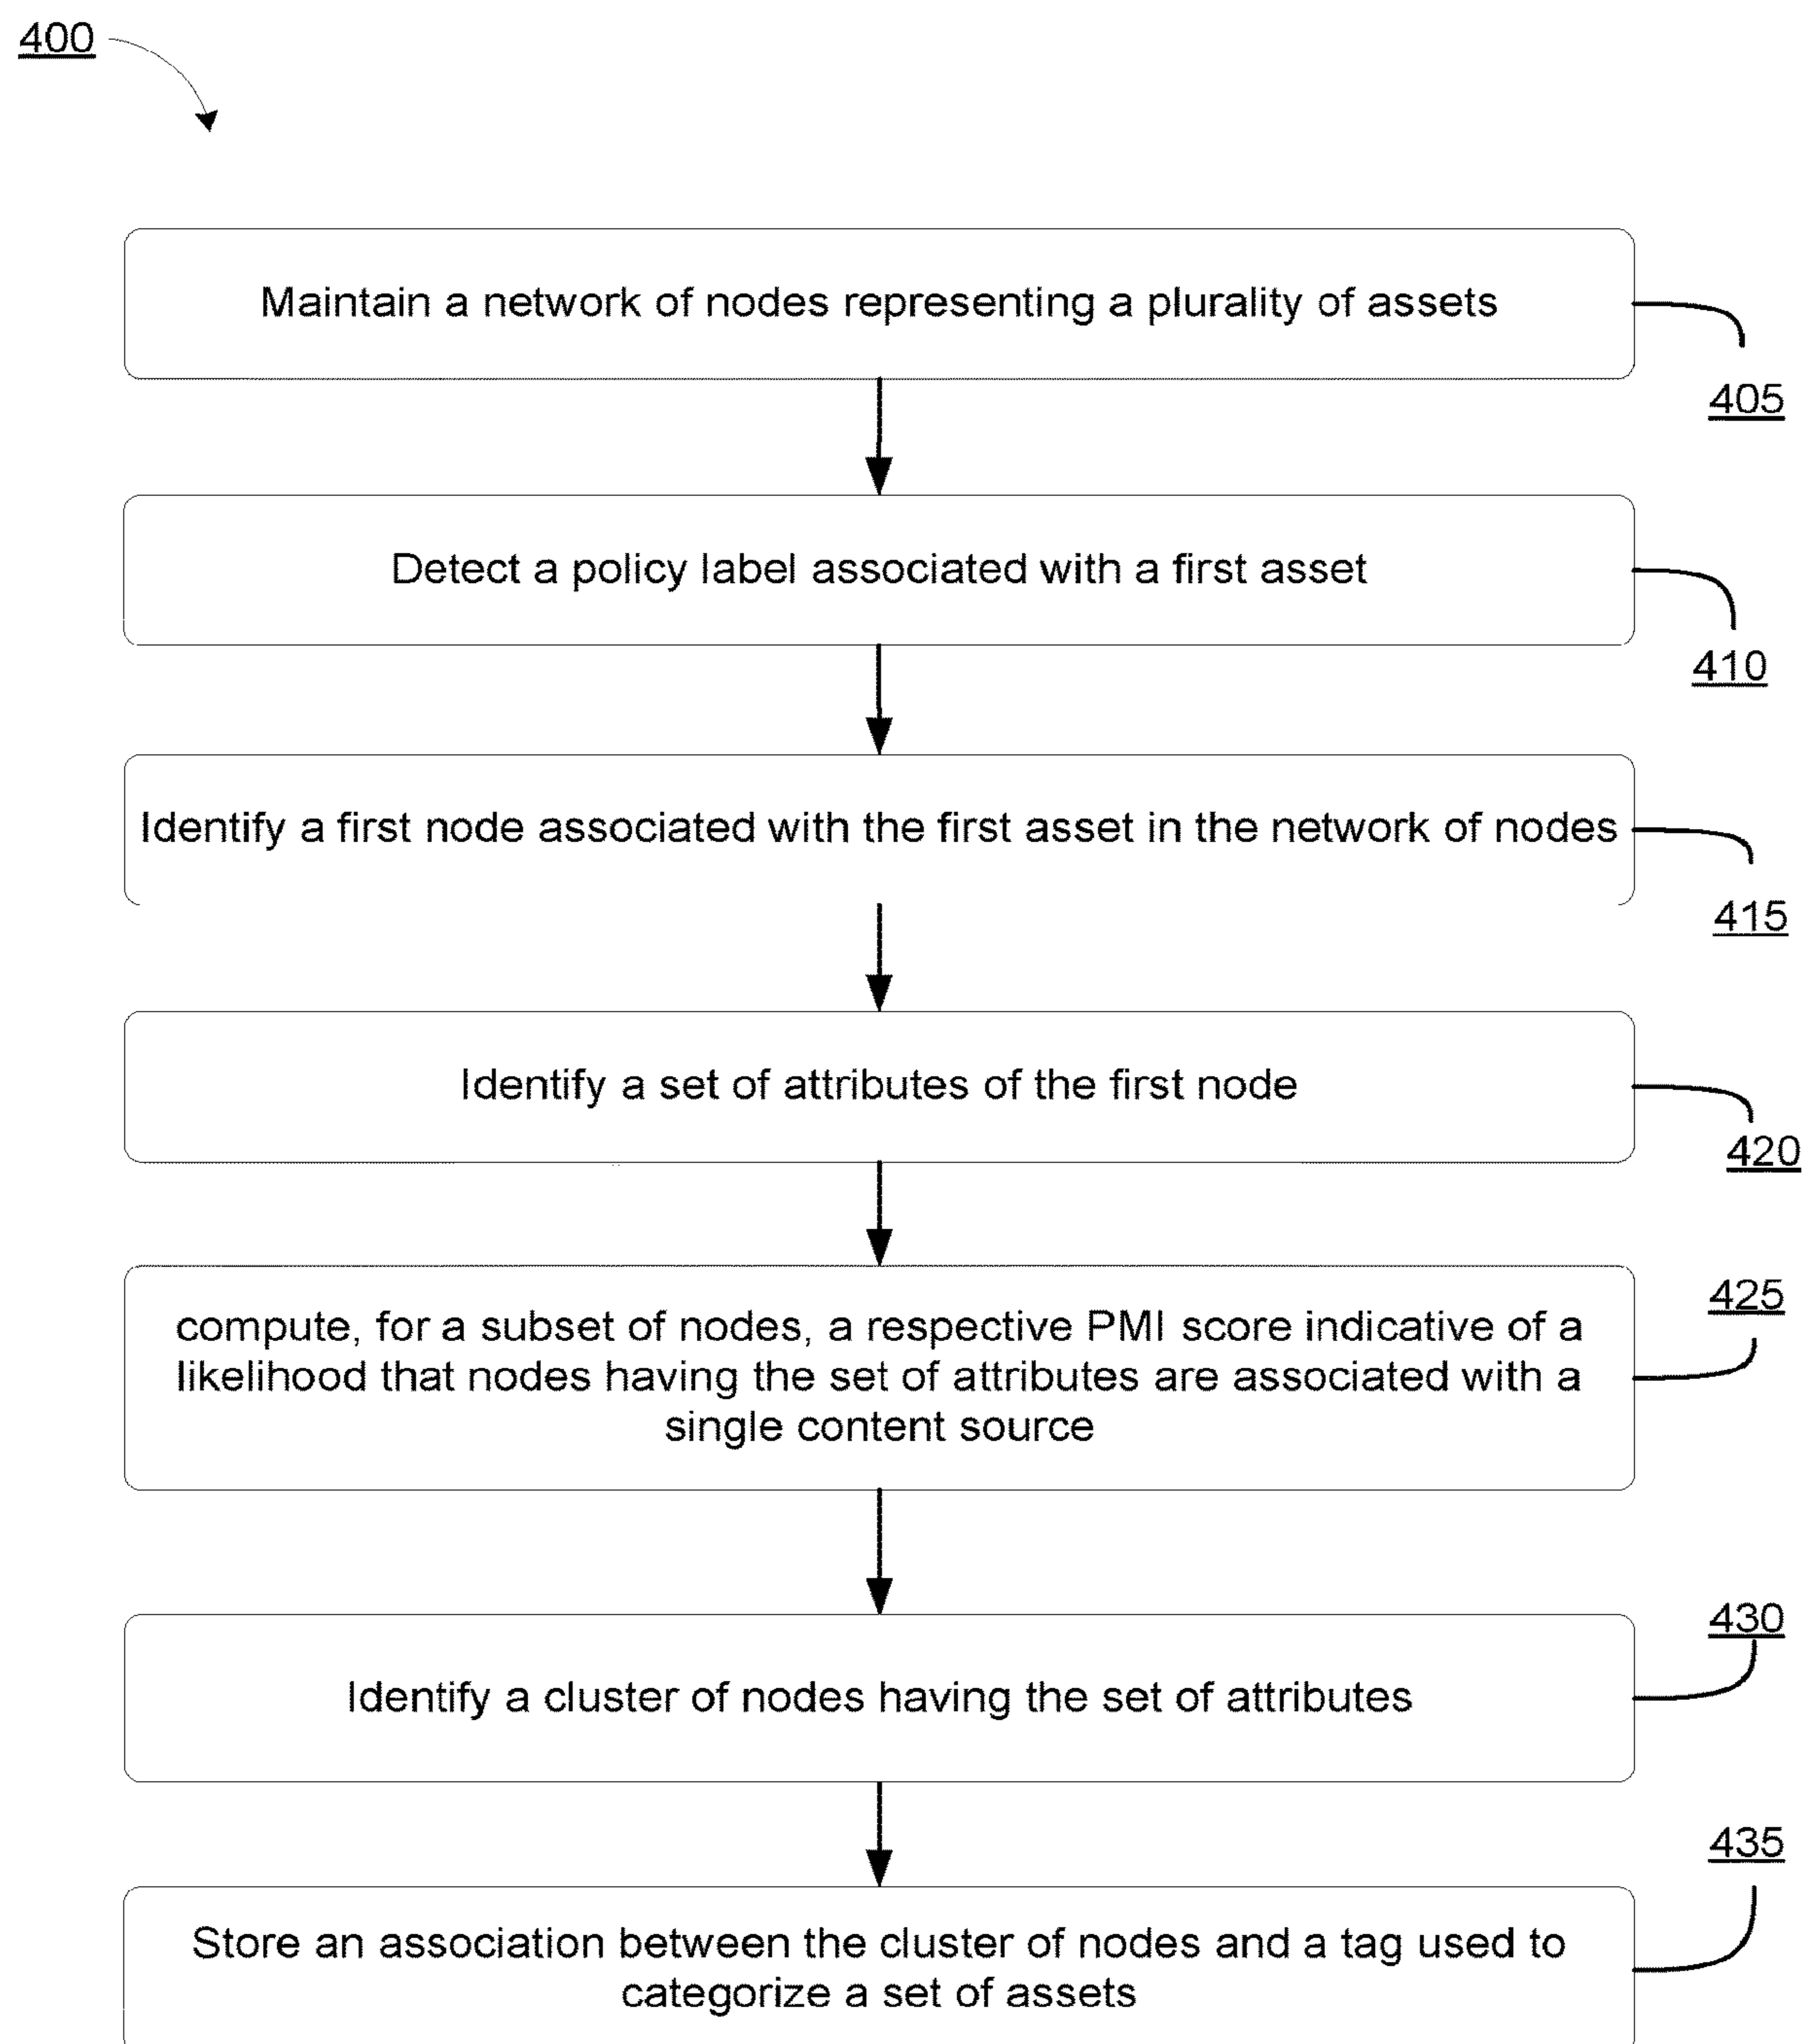 400
Maintain a network of nodes representing a plurality of assets
405
Detect a policy label associated with a first asset
410
Identify a first node associated with the first asset in the network of nodes
415
Identify a set of attributes of the first node
420
compute, for a subset of nodes, a respective PMI score indicative of a
likelihood that nodes having the set of attributes are associated with a
single content source
425
Identify a cluster of nodes having the set of attributes
430
Store an association between the cluster of nodes and a tag used to
categorize a set of assets
435